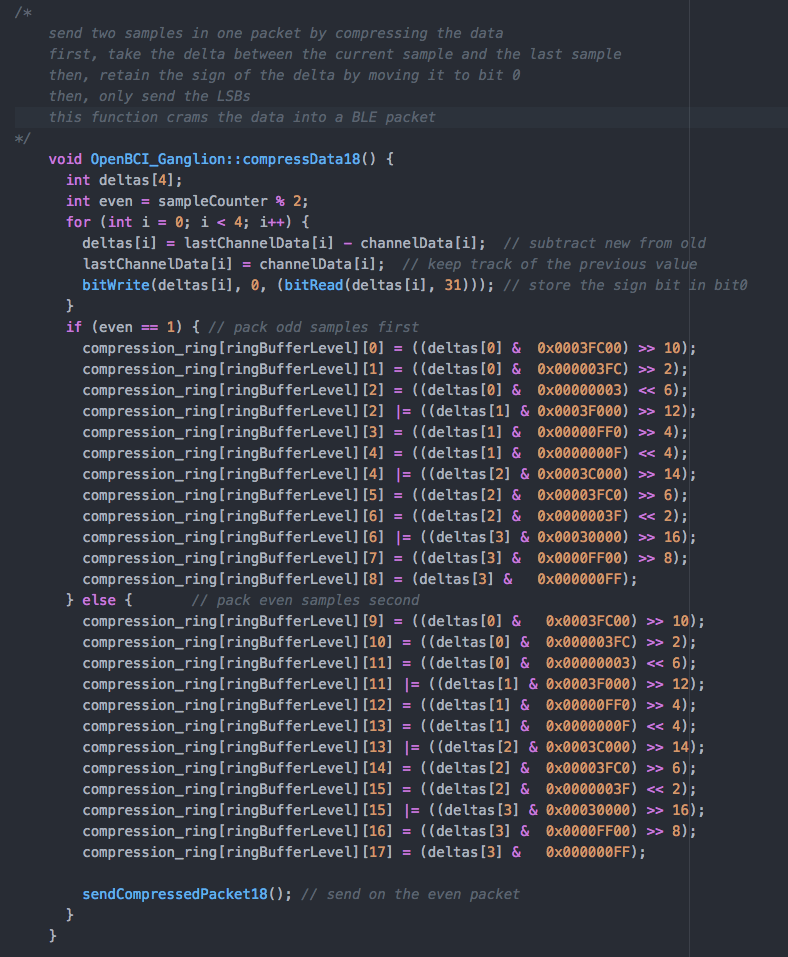 /*
send two samples in one packet by compressing the data
first, take the delta between the current sample and the last sample
then, retain the sign of the delta by moving it to bit 0
then, only send the LSBs
this function crams the data into a BLE packet
*/
void OpenBCI_Ganglion::compressData18() {
int deltas[4];
int even = sampleCounter % 2;
for (int i = 0; i < 4; i++) {
deltas[i] = lastChannelData[i] - channelData[i];  // subtract new from old
lastChannelData[i] = channelData[i];  // keep track of the previous value
bitWrite(deltas[i], 0, (bitRead(deltas[i], 31))); // store the sign bit in bit0
}
if (even == 1) { // pack odd samples first
compression_ring[ringBufferLevel][0] = ((deltas[0] &  0x0003FC00) >> 10);
compression_ring[ringBufferLevel][1] = ((deltas[0] &  0x000003FC) >> 2);
compression_ring[ringBufferLevel][2] = ((deltas[0] &  0x00000003) << 6);
compression_ring[ringBufferLevel][2] |= ((deltas[1] & 0x0003F000) >> 12);
compression_ring[ringBufferLevel][3] = ((deltas[1] &  0x00000FF0) >> 4);
compression_ring[ringBufferLevel][4] = ((deltas[1] &  0x0000000F) << 4);
compression_ring[ringBufferLevel][4] |= ((deltas[2] & 0x0003C000) >> 14);
compression_ring[ringBufferLevel][5] = ((deltas[2] &  0x00003FC0) >> 6);
compression_ring[ringBufferLevel][6] = ((deltas[2] &  0x0000003F) << 2);
compression_ring[ringBufferLevel][6] |= ((deltas[3] & 0x00030000) >> 16);
compression_ring[ringBufferLevel][7] = ((deltas[3] &  0x0000FF00) >> 8);
compression_ring[ringBufferLevel][8] = (deltas[3] &   0x000000FF);
} else {       // pack even samples second
compression_ring[ringBufferLevel][9] = ((deltas[0] &   0x0003FC00) >> 10);
compression_ring[ringBufferLevel][10] = ((deltas[0] &  0x000003FC) >> 2);
compression_ring[ringBufferLevel][11] = ((deltas[0] &  0x00000003) << 6);
compression_ring[ringBufferLevel][11] |= ((deltas[1] & 0x0003F000) >> 12);
compression_ring[ringBufferLevel][12] = ((deltas[1] &  0x00000FF0) >> 4);
compression_ring[ringBufferLevel][13] = ((deltas[1] &  0x0000000F) << 4);
compression_ring[ringBufferLevel][13] |= ((deltas[2] & 0x0003C000) >> 14);
compression_ring[ringBufferLevel][14] = ((deltas[2] &  0x00003FC0) >> 6);
compression_ring[ringBufferLevel][15] = ((deltas[2] &  0x0000003F) << 2);
compression_ring[ringBufferLevel][15] |= ((deltas[3] & 0x00030000) >> 16);
compression_ring[ringBufferLevel][16] = ((deltas[3] &  0x0000FF00) >> 8);
compression_ring[ringBufferLevel][17] = (deltas[3] &   0x000000FF);
sendCompressedPacket18(); // send on the even packet
}
}